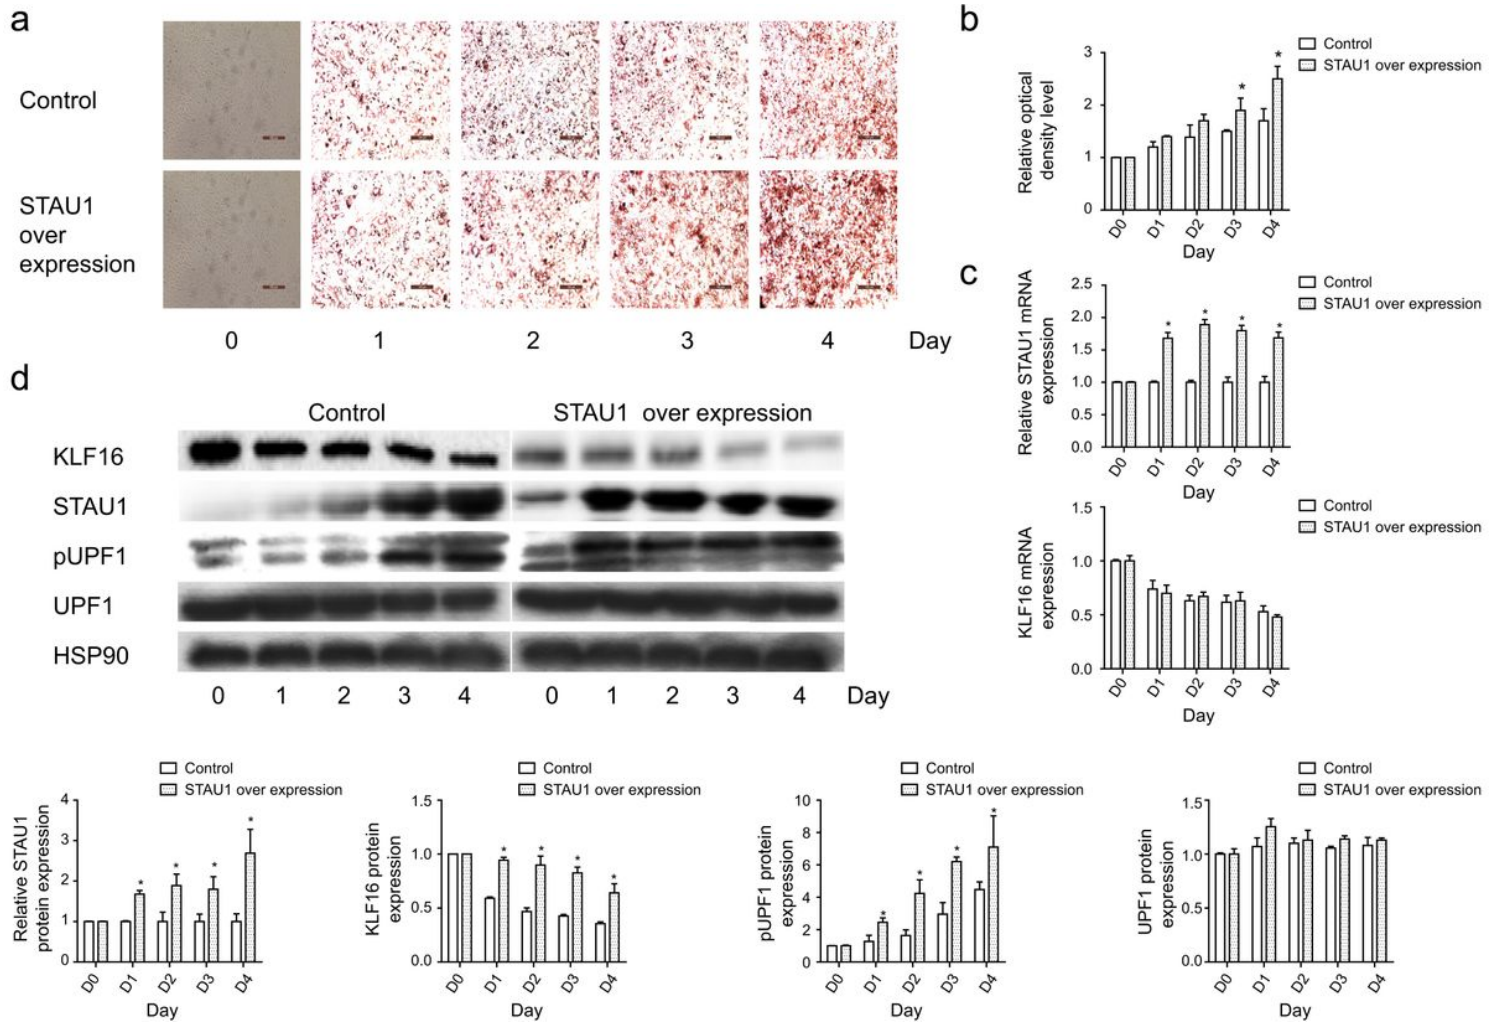 a
Control
STAU1
over
expression
0 1 2 3 4 Day
b
Relative optical
density level
3
2
1
0
D0 D1 D2 D3 D4
Day
Control
STAU1 over expression
*
*
c
Relative STAU1 mRNA
expression
2.5
2.0
1.5
1.0
0.5
0.0
D0 D1 D2 D3 D4
Day
Control
STAU1 over expression
* * * *
KLF16 mRNA
expression
1.5
1.0
0.5
0.0
D0 D1 D2 D3 D4
Day
Control
STAU1 over expression
d
Control STAU1 over expression
KLF16
STAU1
pUPF1
UPF1
HSP90
0 1 2 3 4 0 1 2 3 4 Day
Control
STAU1 over expression
Relative STAU1
protein expression
4
3
2
1
0
* * * *
D0 D1 D2 D3 D4
Day
Control
STAU1 over expression
KLF16 protein
expression
1.5
1.0
0.5
0.0
* * * *
D0 D1 D2 D3 D4
Day
Control
STAU1 over expression
pUPF1 protein
expression
10
8
6
4
2
0
* * * *
D0 D1 D2 D3 D4
Day
Control
STAU1 over expression
UPF1 protein
expression
1.5
1.0
0.5
0.0
D0 D1 D2 D3 D4
Day